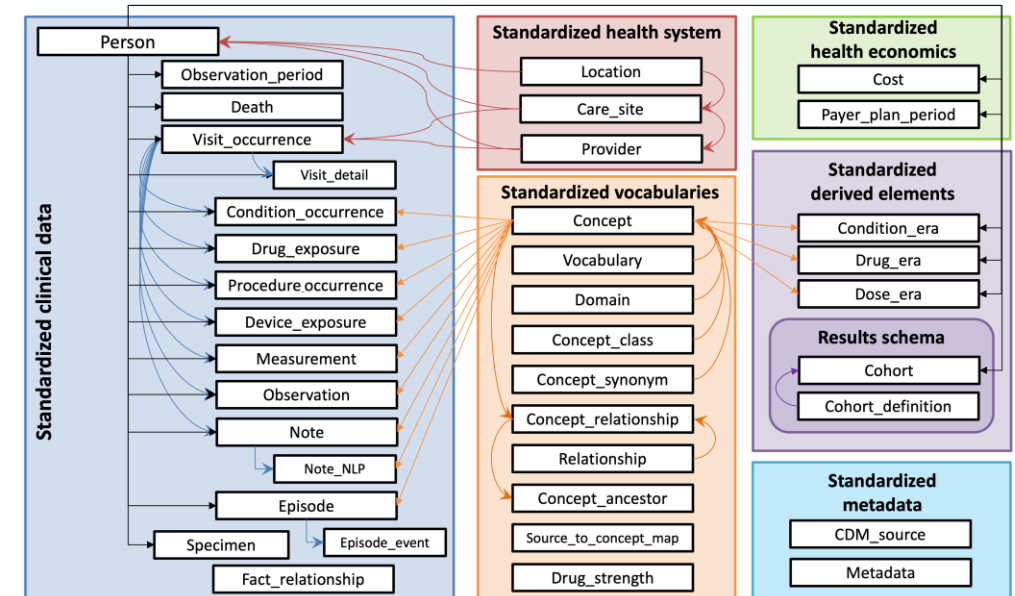 Standardized clinical data
Person
Observation_period
Death
Visit_occurrence
Visit_detail
Condition_occurrence
Drug_exposure
Procedure_occurrence
Device_exposure
Measurement
Observation
Note
Note_NLP
Episode
Specimen
Episode_event
Fact_relationship
Standardized health system
Location
Care_site
Provider
Standardized vocabularies
Concept
Vocabulary
Domain
Concept_class
Concept_synonym
Concept_relationship
Relationship
Concept_ancestor
Source_to_concept_map
Drug_strength
Standardized
health economics
Cost
Payer_plan_period
Standardized
derived elements
Condition_era
Drug_era
Dose_era
Results schema
Cohort
Cohort_definition
Standardized
metadata
CDM_source
Metadata